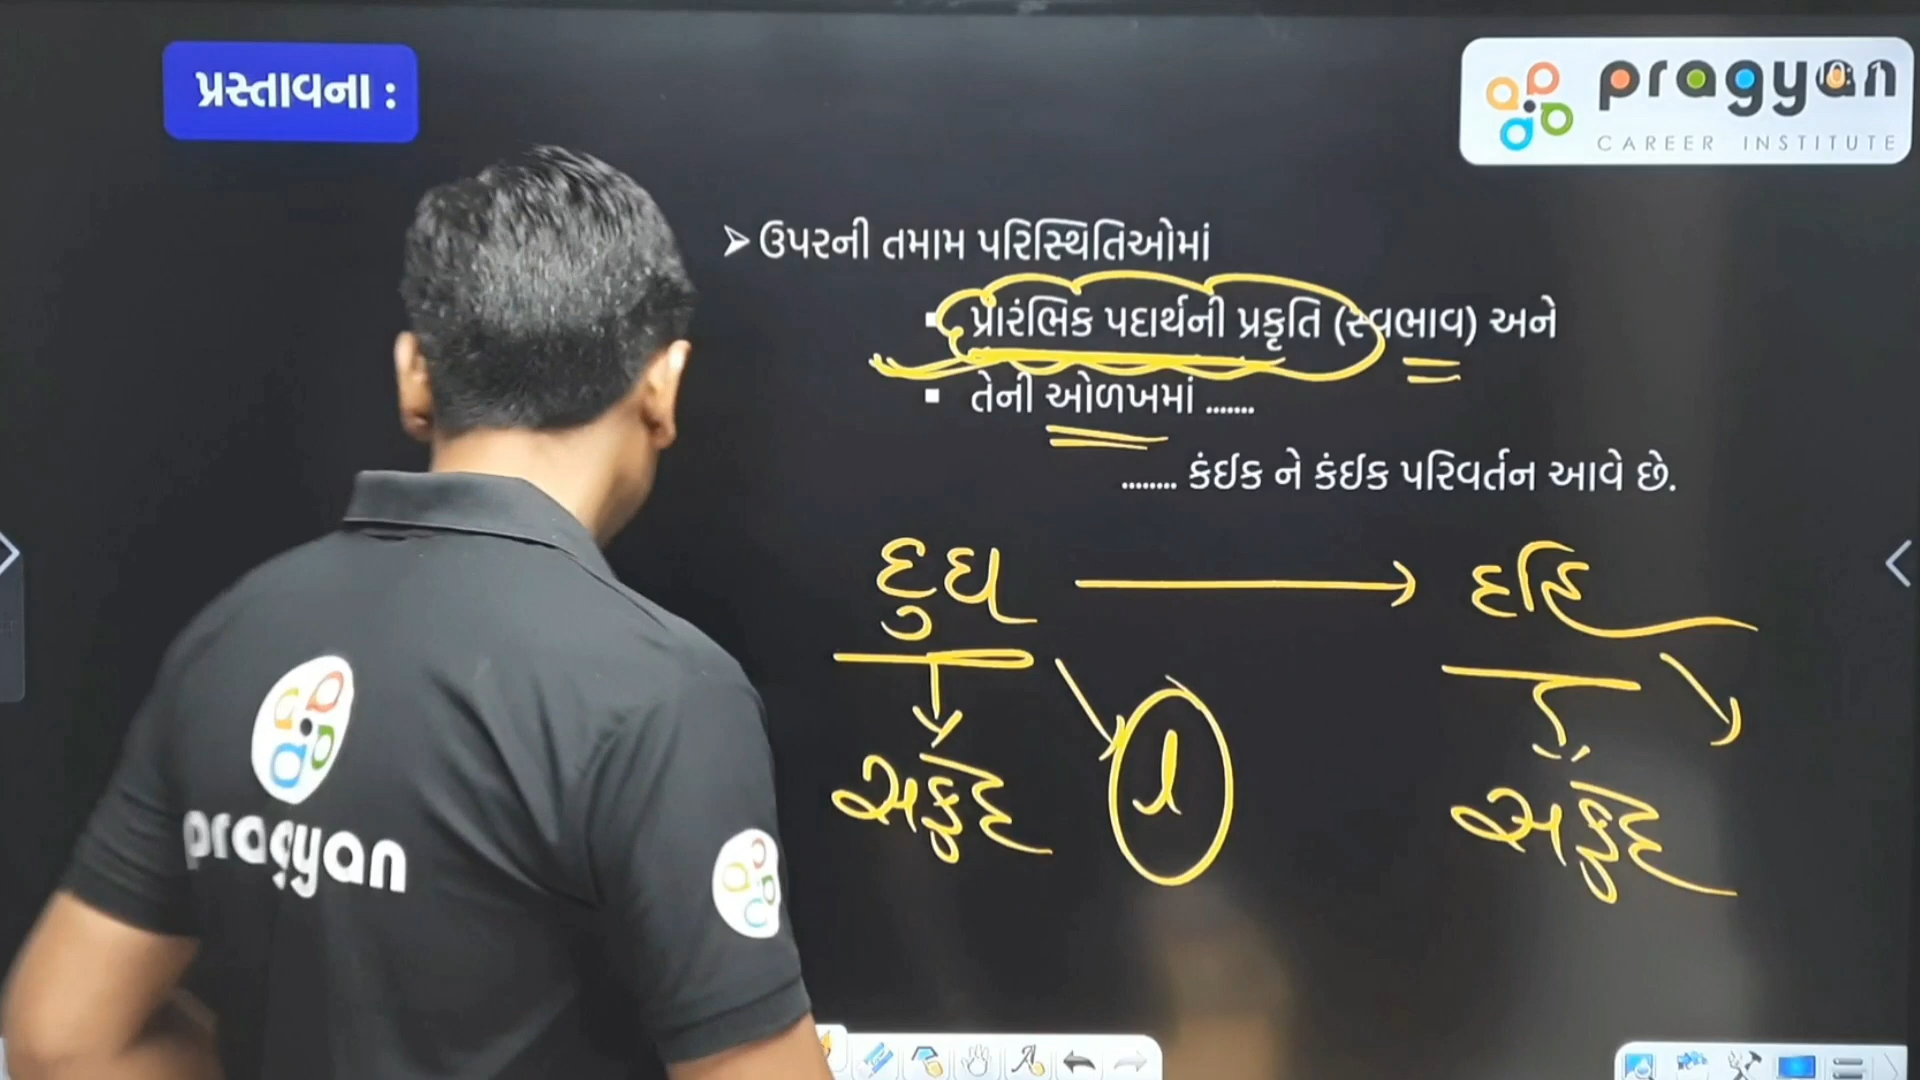 પ્રસ્તાવના :
pragyan
CAREER INSTITUTE
➢ ઉપરની તમામ પરિસ્થિતિઓમાં
▪ પ્રારંભિક પદાર્થની પ્રકૃતિ (સ્વભાવ) અને
▪ તેની ઓળખમાં .......
........ કંઈક ને કંઈક પરિવર્તન આવે છે.
દુધ → દહિ
સફેદ સફેદ
pragyan